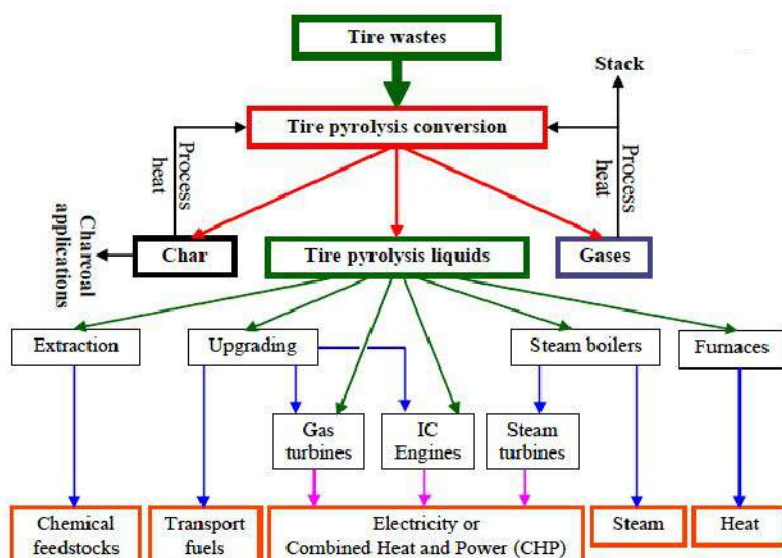 Tire wastes
Stack
Tire pyrolysis conversion
Process
heat
Process
heat
Charcoal
applications
Char
Tire pyrolysis liquids
Gases
Extraction
Upgrading
Steam boilers
Furnaces
Gas
turbines
IC
Engines
Steam
turbines
Chemical
feedstocks
Transport
fuels
Electricity or
Combined Heat and Power (CHP)
Steam
Heat